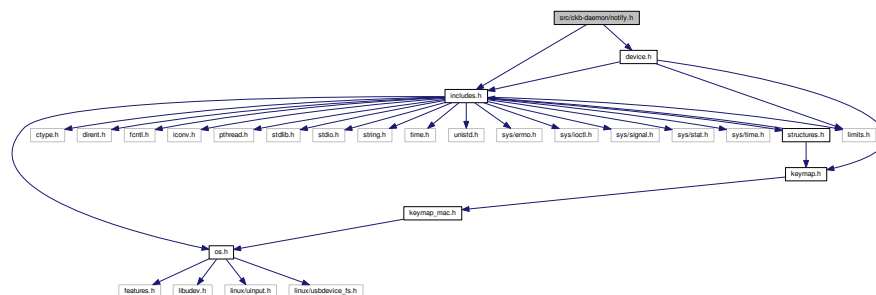 src/ckb-daemon/notify.h
device.h
includes.h
ctype.h dirent.h fcntl.h iconv.h pthread.h stdlib.h stdio.h string.h time.h unistd.h sys/errno.h sys/ioctl.h sys/signal.h sys/stat.h sys/time.h structures.h limits.h
keymap.h
keymap_mac.h
os.h
features.h libudev.h linux/uinput.h linux/usbdevice_fs.h